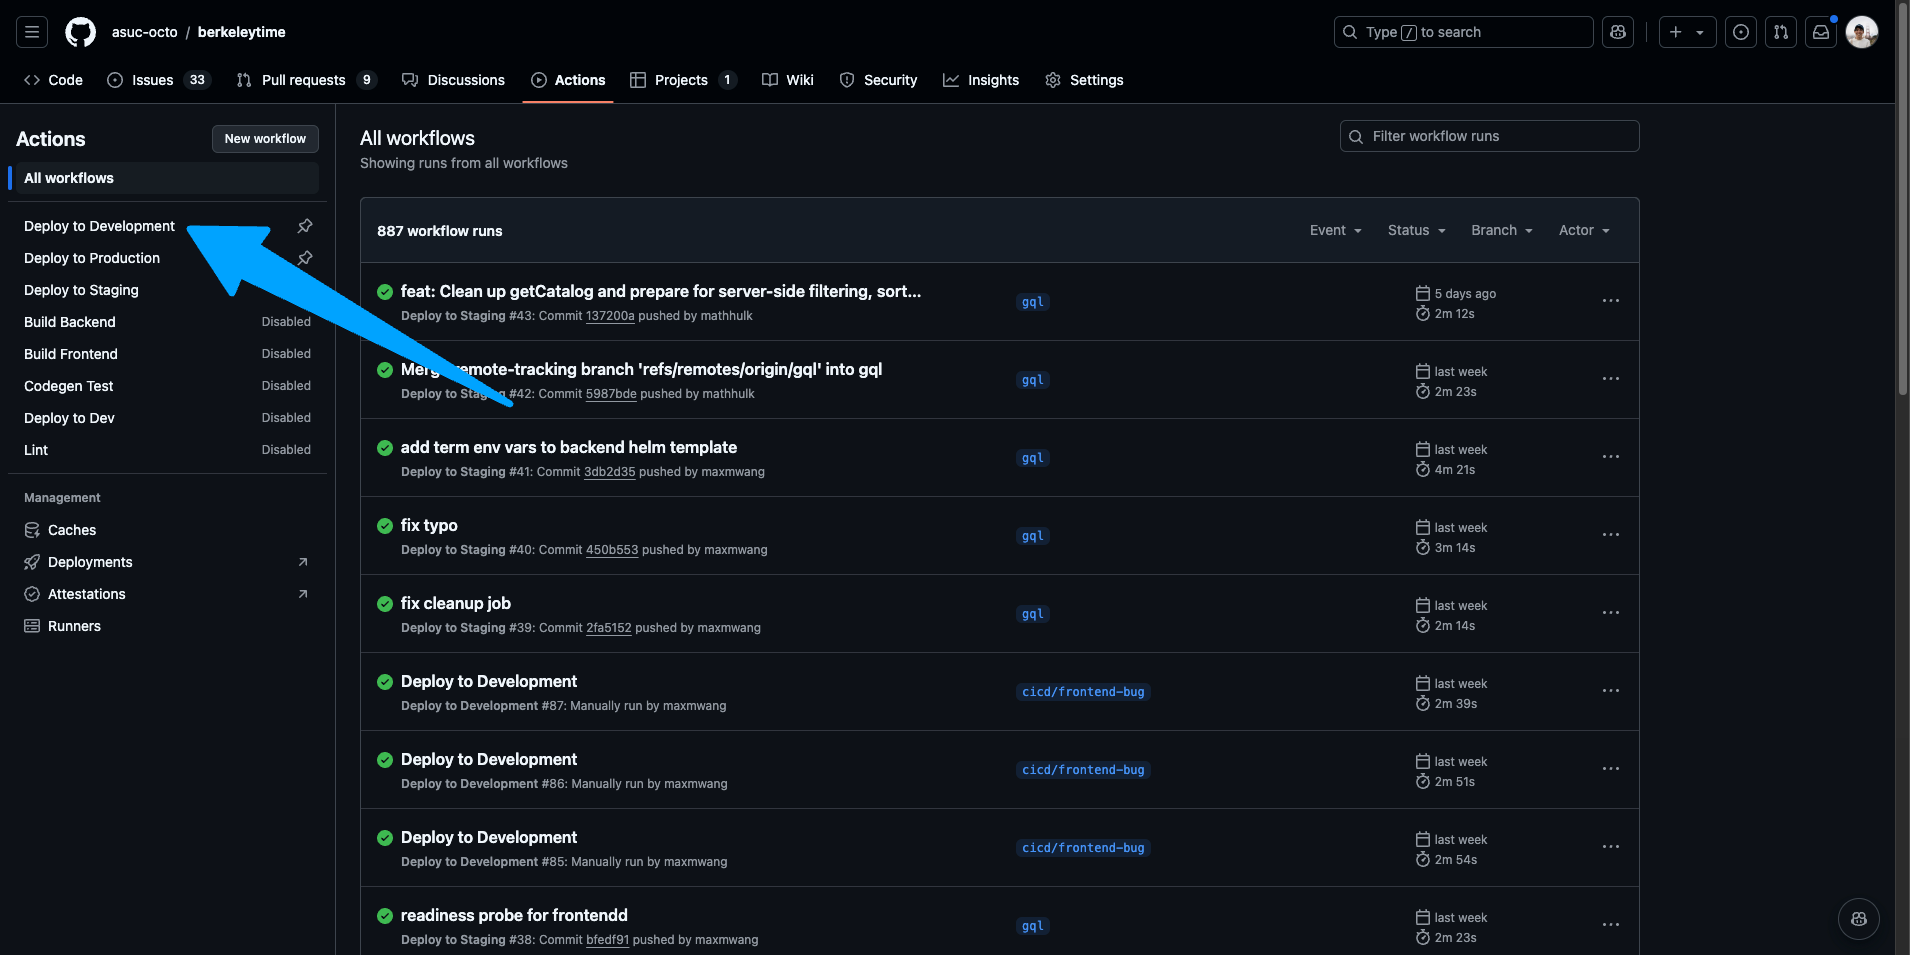 asuc-octo / berkeleytime
Type / to search
Code
Issues 33
Pull requests 9
Discussions
Actions
Projects 1
Wiki
Security
Insights
Settings
Actions
New workflow
All workflows
Deploy to Development
Deploy to Production
Deploy to Staging
Build Backend Disabled
Build Frontend Disabled
Codegen Test Disabled
Deploy to Dev Disabled
Lint Disabled
Management
Caches
Deployments
Attestations
Runners
All workflows
Showing runs from all workflows
Filter workflow runs
887 workflow runs
Event
Status
Branch
Actor
feat: Clean up getCatalog and prepare for server-side filtering, sort...
Deploy to Staging #43: Commit 137200a pushed by mathhulk
gql
5 days ago
2m 12s
remote-tracking branch 'refs/remotes/origin/gql' into gql
Deploy to #42: Commit 5987bde pushed by mathhulk
gql
last week
2m 23s
add term env vars to backend helm template
Deploy to Staging #41: Commit 3db2d35 pushed by maxmwang
gql
last week
4m 21s
fix typo
Deploy to Staging #40: Commit 450b553 pushed by maxmwang
gql
last week
3m 14s
fix cleanup job
Deploy to Staging #39: Commit 2fa5152 pushed by maxmwang
gql
last week
2m 14s
Deploy to Development
Deploy to Development #87: Manually run by maxmwang
cicd/frontend-bug
last week
2m 39s
Deploy to Development
Deploy to Development #86: Manually run by maxmwang
cicd/frontend-bug
last week
2m 51s
Deploy to Development
Deploy to Development #85: Manually run by maxmwang
cicd/frontend-bug
last week
2m 54s
readiness probe for frontendd
Deploy to Staging #38: Commit bfedf91 pushed by maxmwang
gql
last week
2m 23s